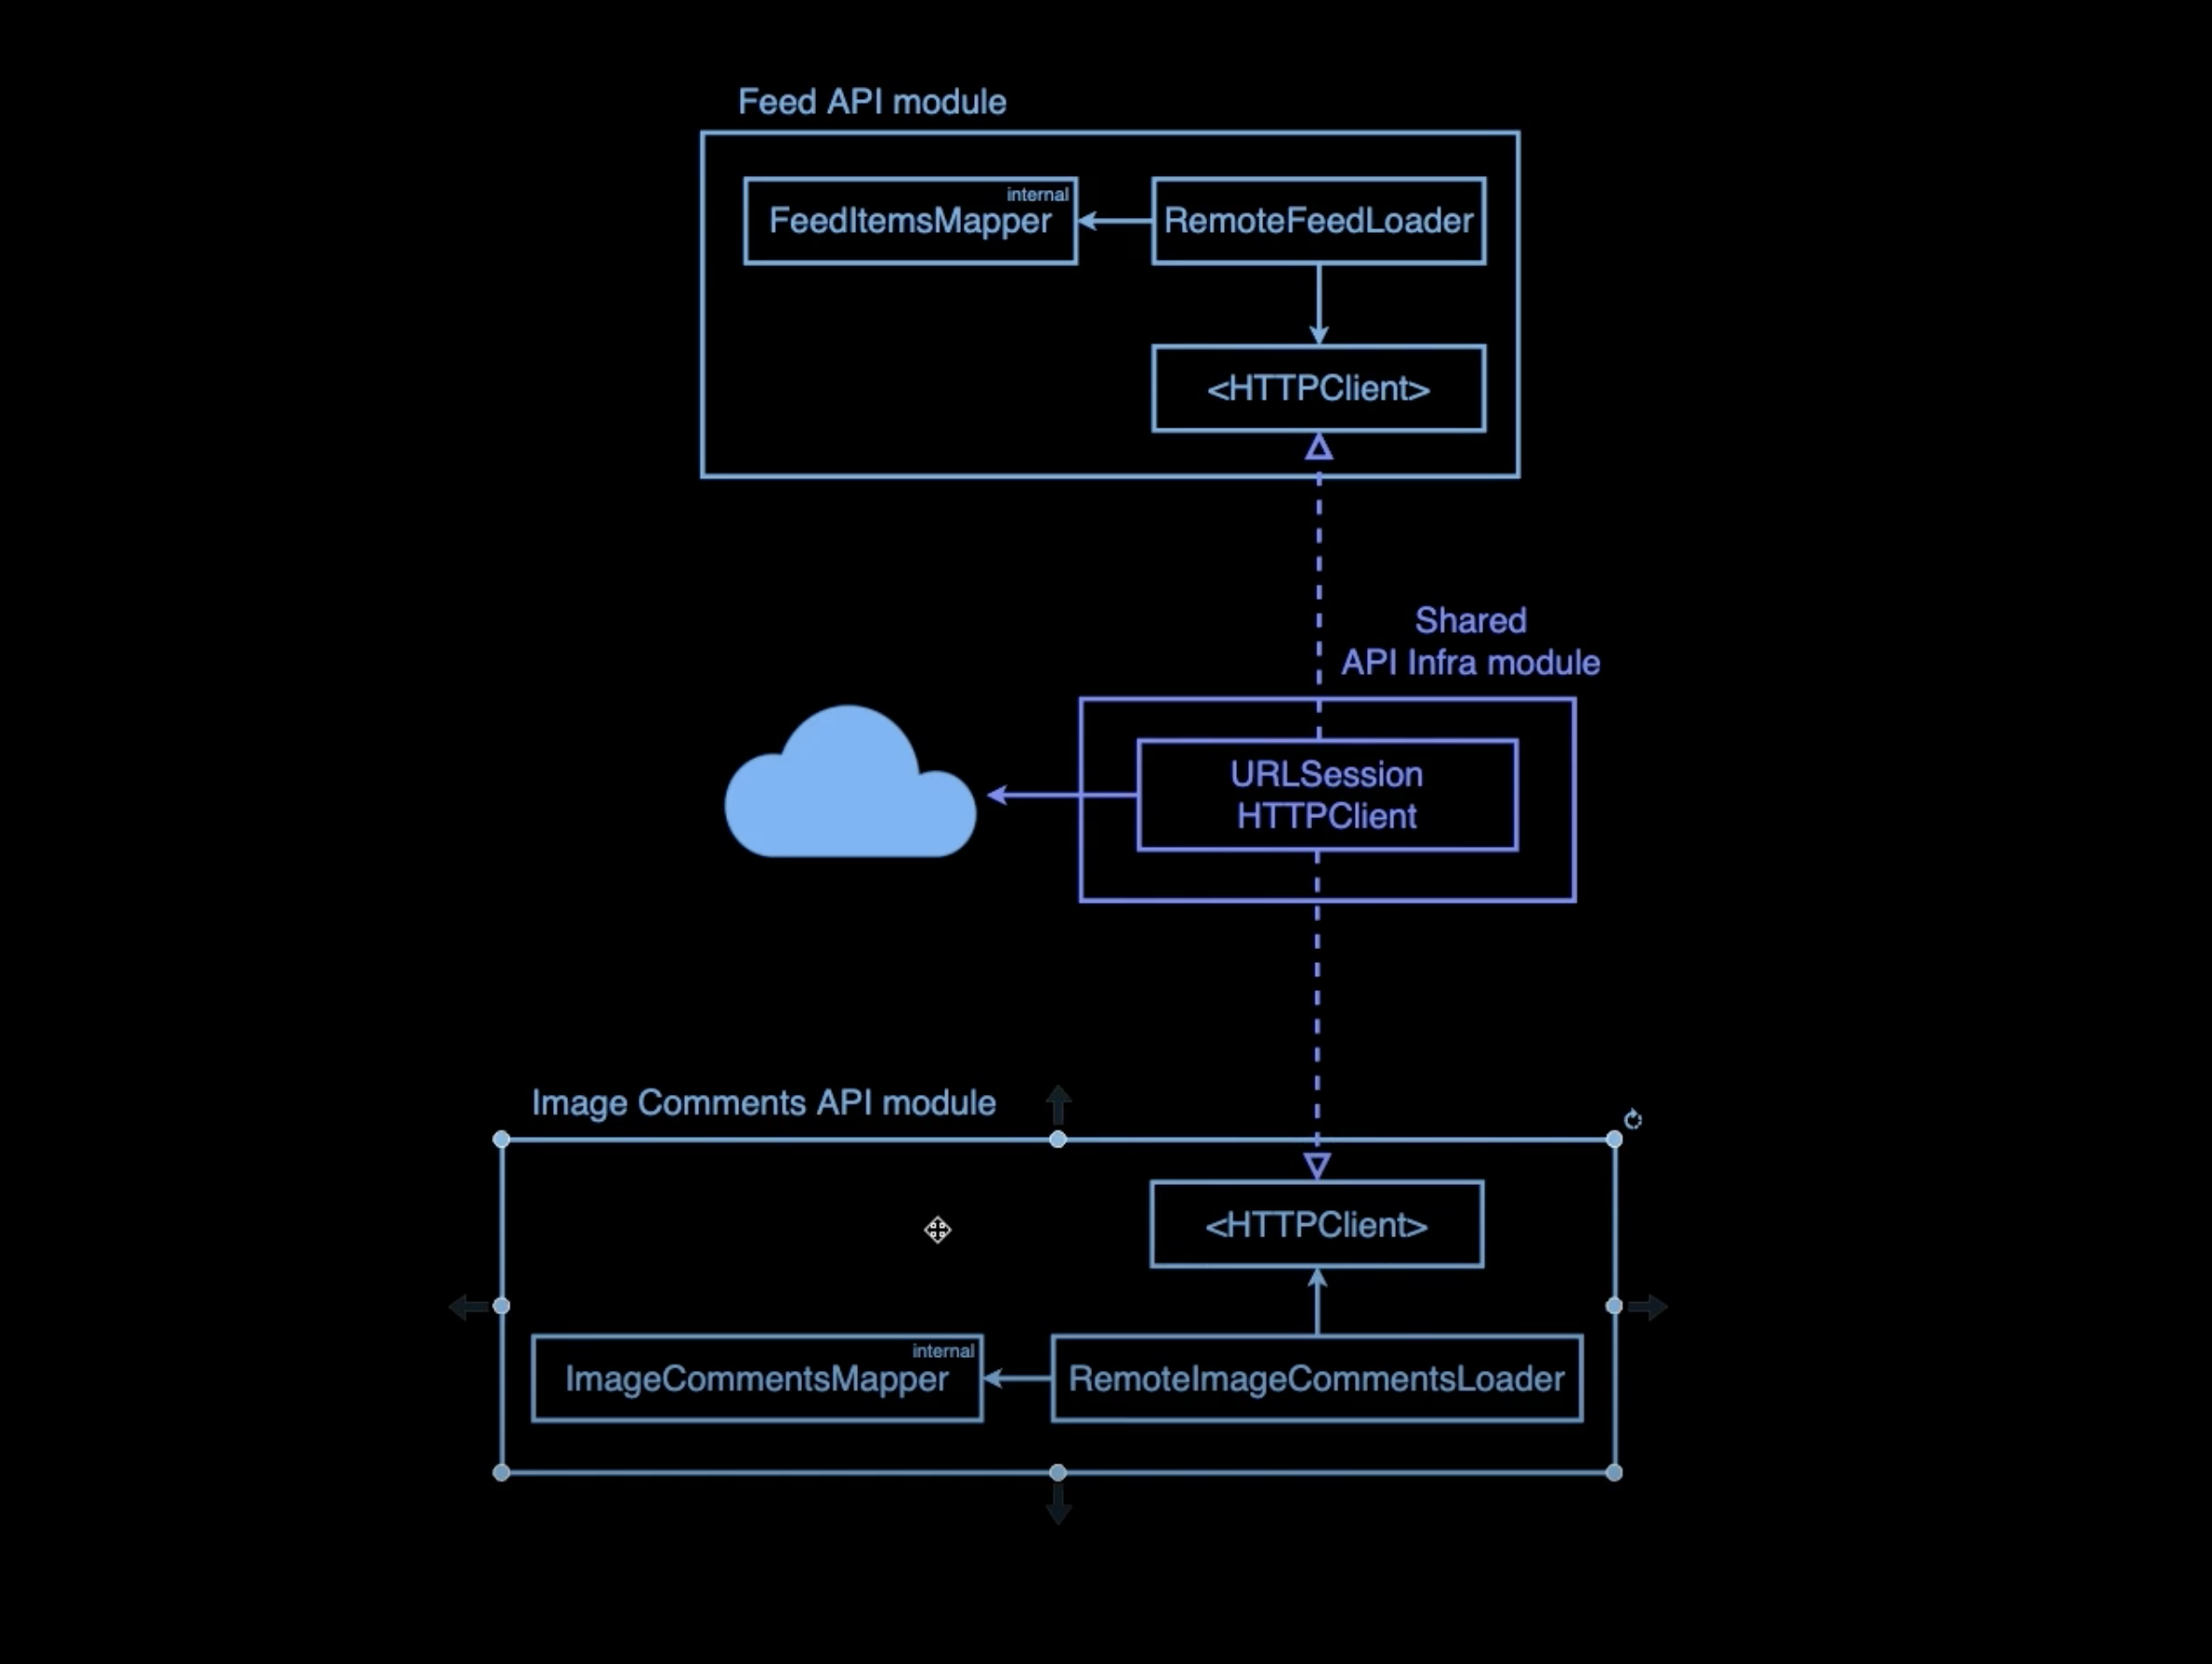 Feed API module
internal
FeedItemsMapper
RemoteFeedLoader
<HTTPClient>
Shared
API Infra module
URLSession
HTTPClient
Image Comments API module
<HTTPClient>
internal
ImageCommentsMapper
RemoteImageCommentsLoader